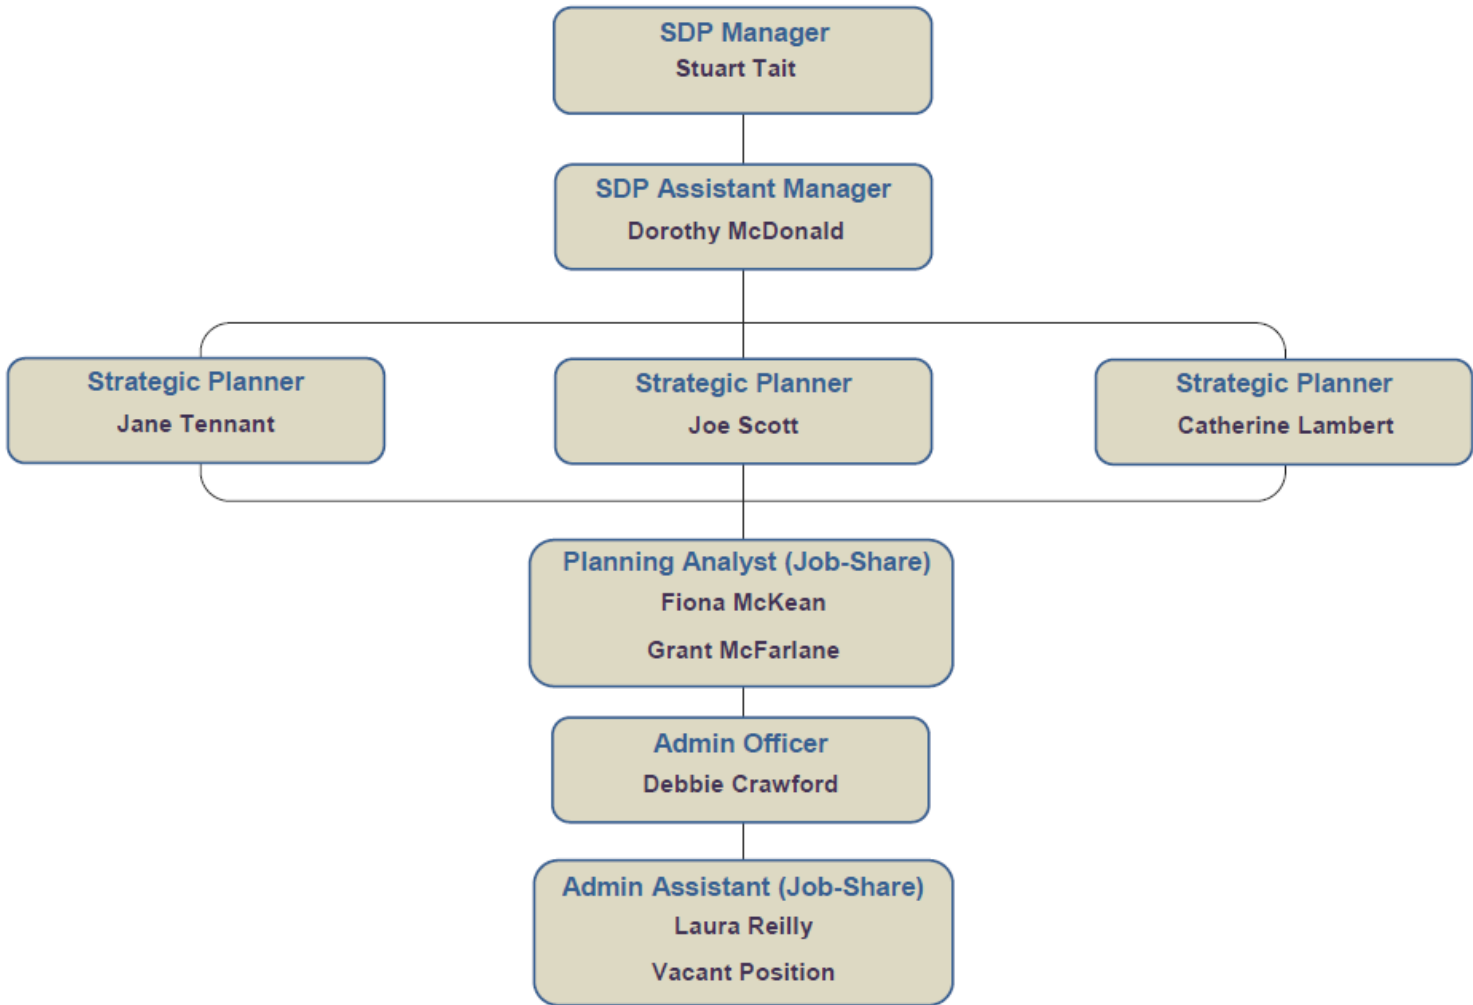 SDP Manager
Stuart Tait
SDP Assistant Manager
Dorothy McDonald
Strategic Planner
Jane Tennant
Strategic Planner
Joe Scott
Strategic Planner
Catherine Lambert
Planning Analyst (Job-Share)
Fiona McKean
Grant McFarlane
Admin Officer
Debbie Crawford
Admin Assistant (Job-Share)
Laura Reilly
Vacant Position